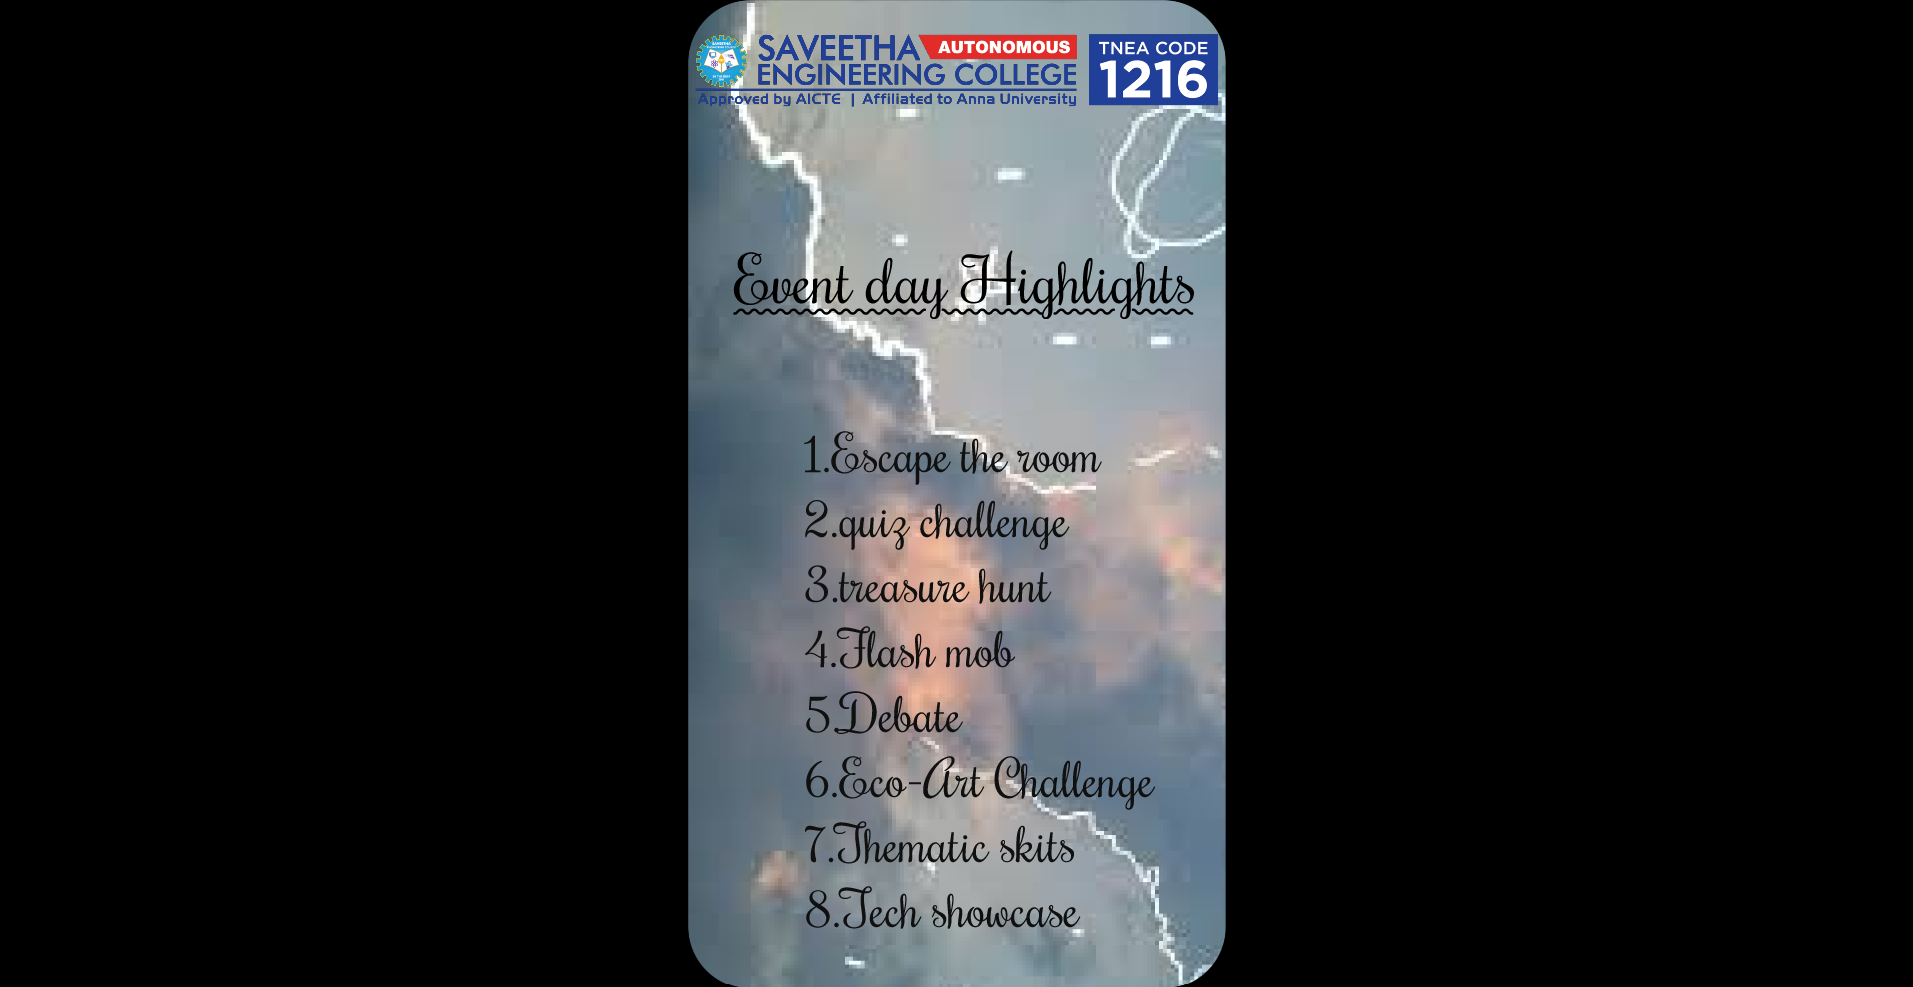 SAVEETHA AUTONOMOUS
ENGINEERING COLLEGE
Approved by AICTE | Affiliated to Anna University
TNEA CODE
1216
Event day Highlights
1.Escape the room
2.quiz challenge
3.treasure hunt
4.Flash mob
5.Debate
6.Eco-Art Challenge
7.Thematic skits
8.Tech showcase